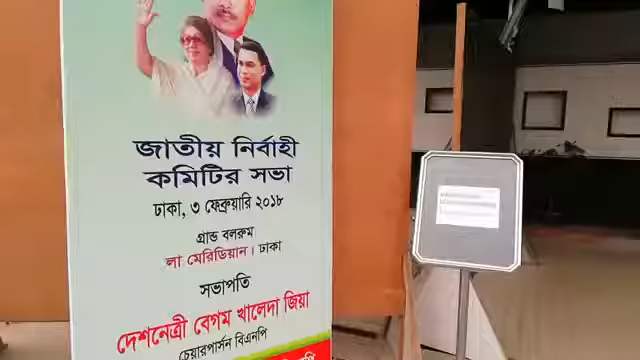 জাতীয় নির্বাহী
কমিটির সভা
ঢাকা, ৩ ফেব্রুয়ারি ২০১৮
গ্রান্ড বলরুম
লা মেরিডিয়ান। ঢাকা
সভাপতি
দেশনেত্রী বেগম খালেদা জিয়া
চেয়ারপার্সন বিএনপি